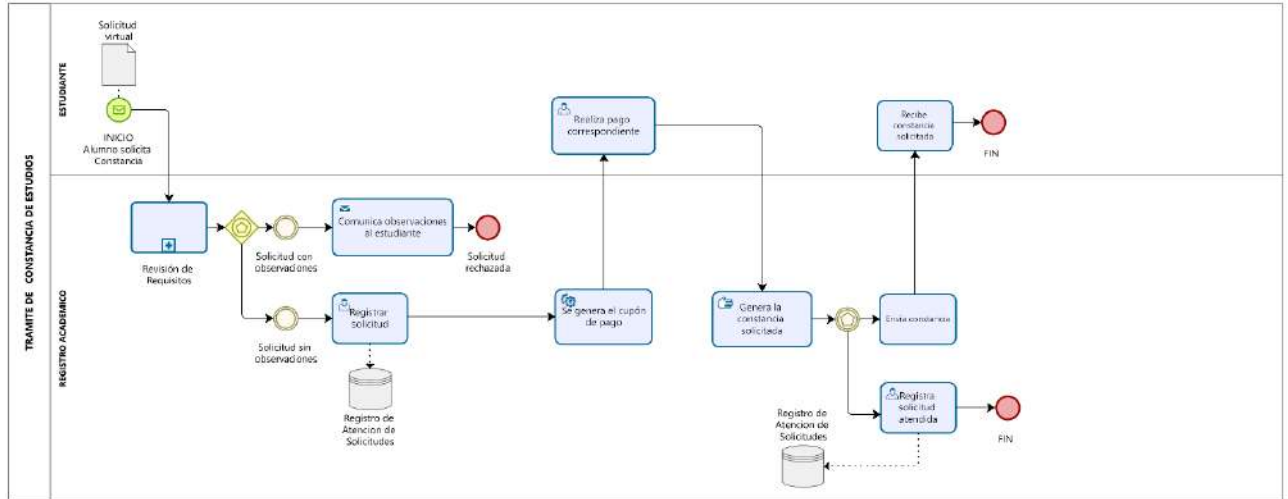 TRAMITE DE CONSTANCIA DE ESTUDIOS
ESTUDIANTE
Solicitud
virtual
INICIO
Alumno solicita
Constancia
Realiza pago
correspondiente
Recibe
constancia
solicitada
FIN
REGISTRO ACADEMICO
Revisión de
Requisitos
Solicitud con
observaciones
Comunica observaciones
al estudiante
Solicitud
rechazada
Solicitud sin
observaciones
Registrar
solicitud
Registro de
Atencion de
Solicitudes
Se genera el cupón
de pago
Genera la
constancia
solicitada
Envia constancia
Registra
solicitud
atendida
FIN
Registro de
Atencion de
Solicitudes